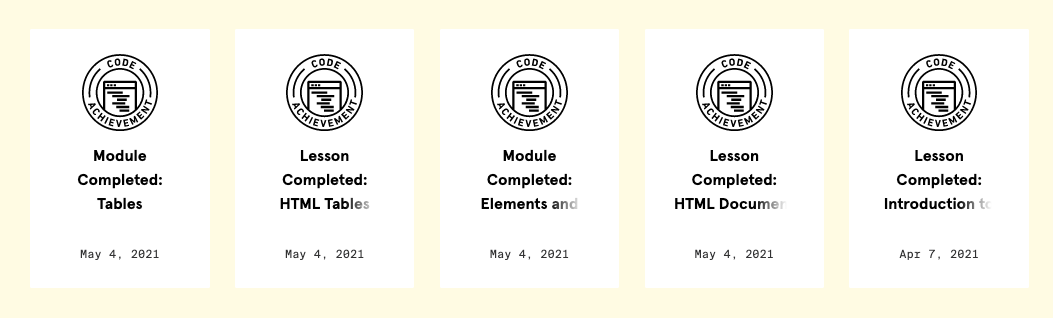 CODE
ACHIEVEMENT
Module
Completed:
Tables
May 4, 2021
CODE
ACHIEVEMENT
Lesson
Completed:
HTML Tables
May 4, 2021
CODE
ACHIEVEMENT
Module
Completed:
Elements and
May 4, 2021
CODE
ACHIEVEMENT
Lesson
Completed:
HTML Documen
May 4, 2021
CODE
ACHIEVEMENT
Lesson
Completed:
Introduction to
Apr 7, 2021